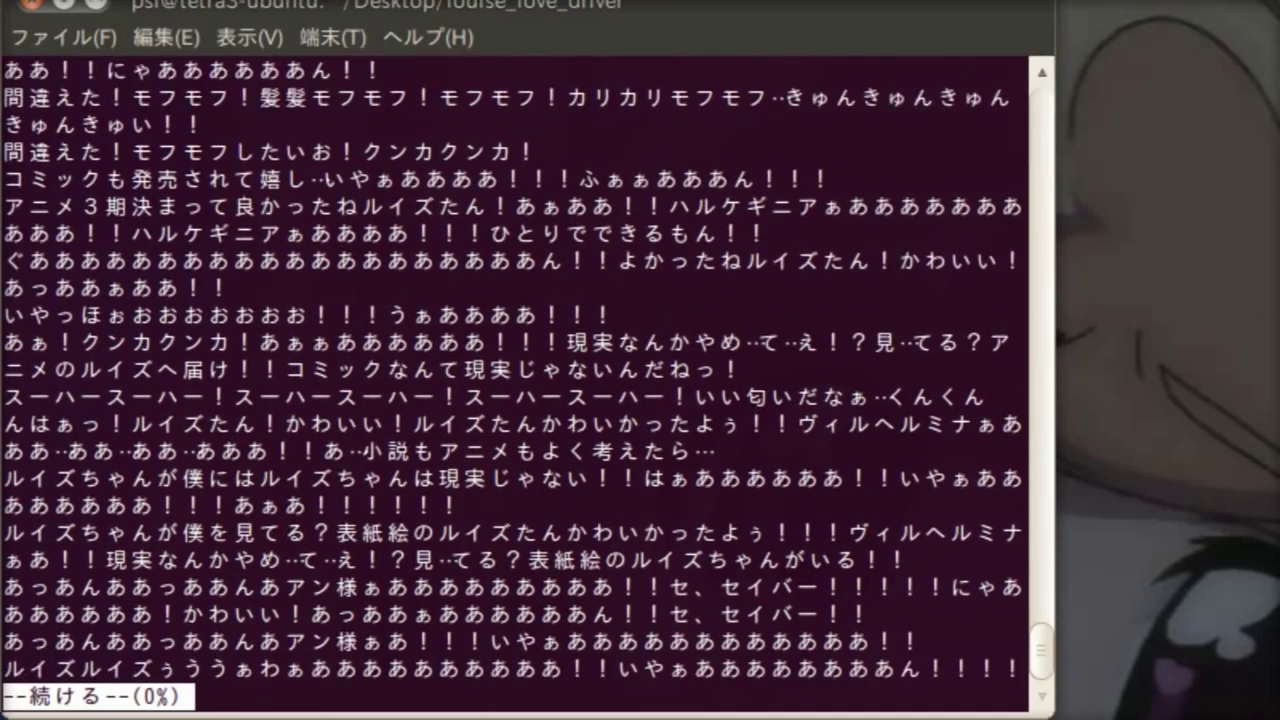 psi@tetra3-ubuntu: ~/Desktop/louise_love_driver
ファイル(F) 編集(E) 表示(V) 端末(T) ヘルプ(H)
ああ！！にゃああああああん！！
間違えた！モフモフ！髪髪モフモフ！モフモフ！カリカリモフモフ‥きゅんきゅんきゅん
きゅんきゅい！！
間違えた！モフモフしたいお！クンカクンカ！
コミックも発売されて嬉し‥いやぁああああ！！！ふぁぁあああん！！！
アニメ３期決まって良かったねルイズたん！あぁああ！！ハルケギニアぁあああああああ
あああ！！ハルケギニアぁああああ！！！ひとりでできるもん！！
ぐあああああああああああああああああああああん！！よかったねルイズたん！かわいい！
あっああぁああ！！
いやっほぉおおおおおおお！！！うぁああああ！！！
あぁ！クンカクンカ！あぁぁああああああ！！！現実なんかやめ‥て‥え！？見‥てる？ア
ニメのルイズへ届け！！コミックなんて現実じゃないんだねっ！
スーハースーハー！スーハースーハー！スーハースーハー！いい匂いだなぁ‥くんくん
んはぁっ！ルイズたん！かわいい！ルイズたんかわいかったよぅ！！ヴィルヘルミナぁあ
ああ‥ああ‥ああ‥あああ！！あ‥小説もアニメもよく考えたら…
ルイズちゃんが僕にはルイズちゃんは現実じゃない！！はぁああああああ！！いやぁああ
ああああああ！！！あぁあ！！！！！！
ルイズちゃんが僕を見てる？表紙絵のルイズたんかわいかったよぅ！！！ヴィルヘルミナ
ぁあ！！現実なんかやめ‥て‥え！？見‥てる？表紙絵のルイズちゃんがいる！！
あっあんああっああんあアン様ぁあああああああああ！！セ、セイバー！！！！！にゃあ
ああああああ！かわいい！あっああぁああああああん！！セ、セイバー！！
あっあんああっああんあアン様ぁあ！！！いやぁああああああああああああ！！
ルイズルイズぅううぁわぁああああああああああ！！いやぁああああああああん！！！！
--続ける--(0%)